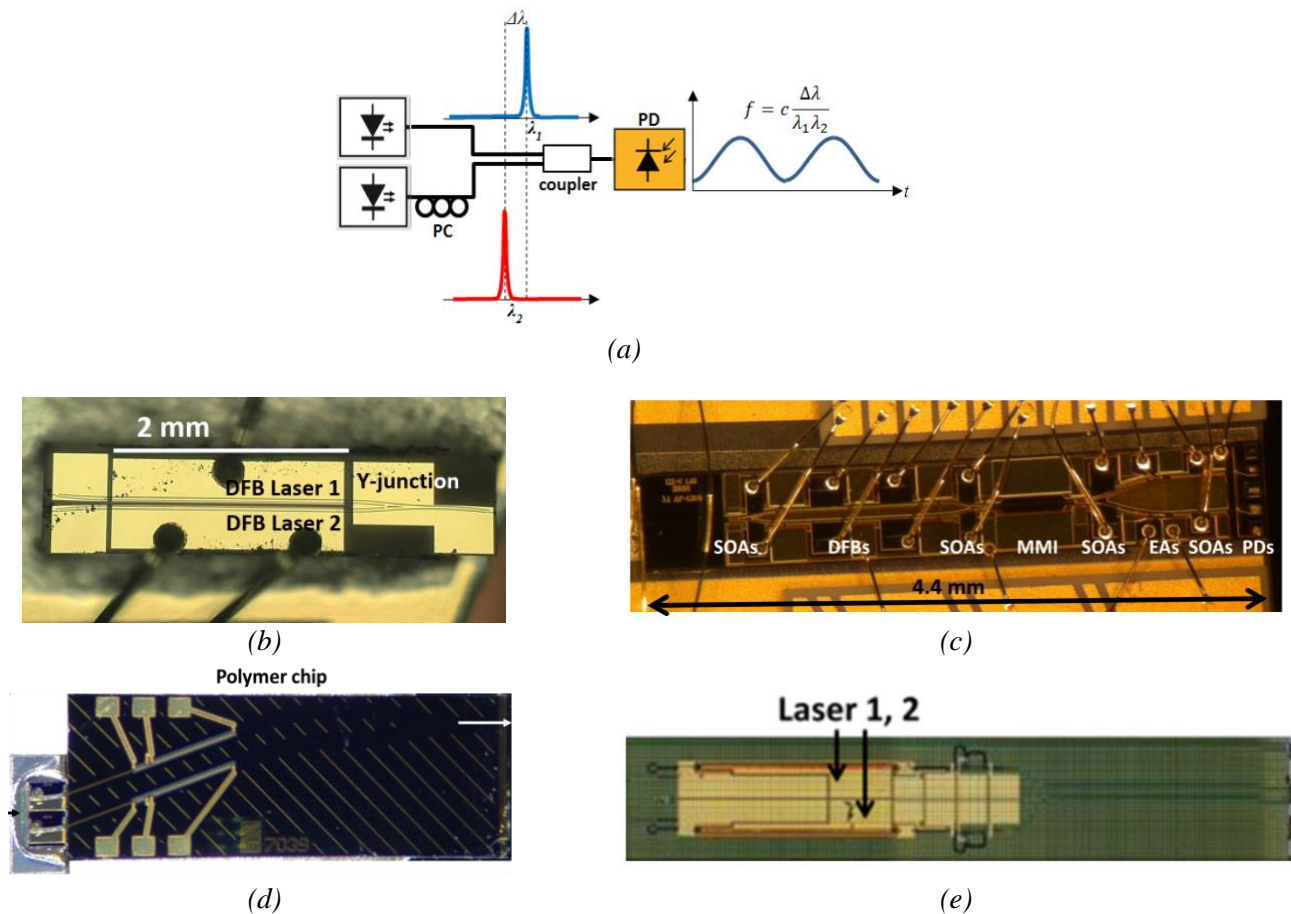 Δλ
λ1
f = c Δλ / λ1λ2
PD
coupler
t
PC
λ2
(a)
2 mm
DFB Laser 1
Y-junction
DFB Laser 2
SOAs DFBs SOAs MMI SOAs EAs SOAs PDs
4.4 mm
(b)
(c)
Polymer chip
7039
Laser 1, 2
(d)
(e)